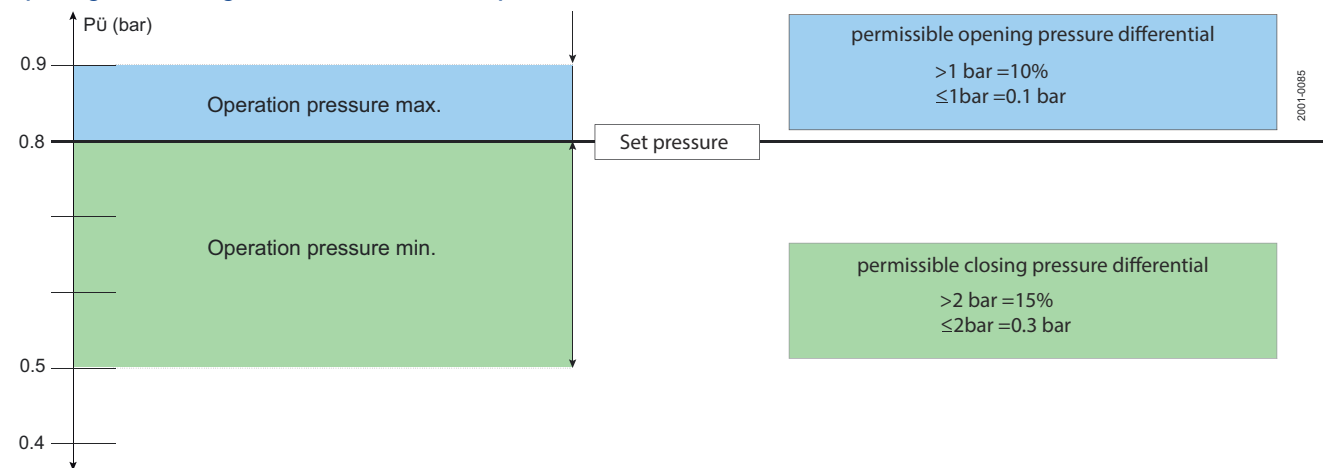 Pü (bar)
0.9
Operation pressure max.
0.8
Set pressure
Operation pressure min.
0.5
0.4
permissible opening pressure differential
>1 bar =10%
≤1bar =0.1 bar
2001-0085
permissible closing pressure differential
>2 bar =15%
≤2bar =0.3 bar